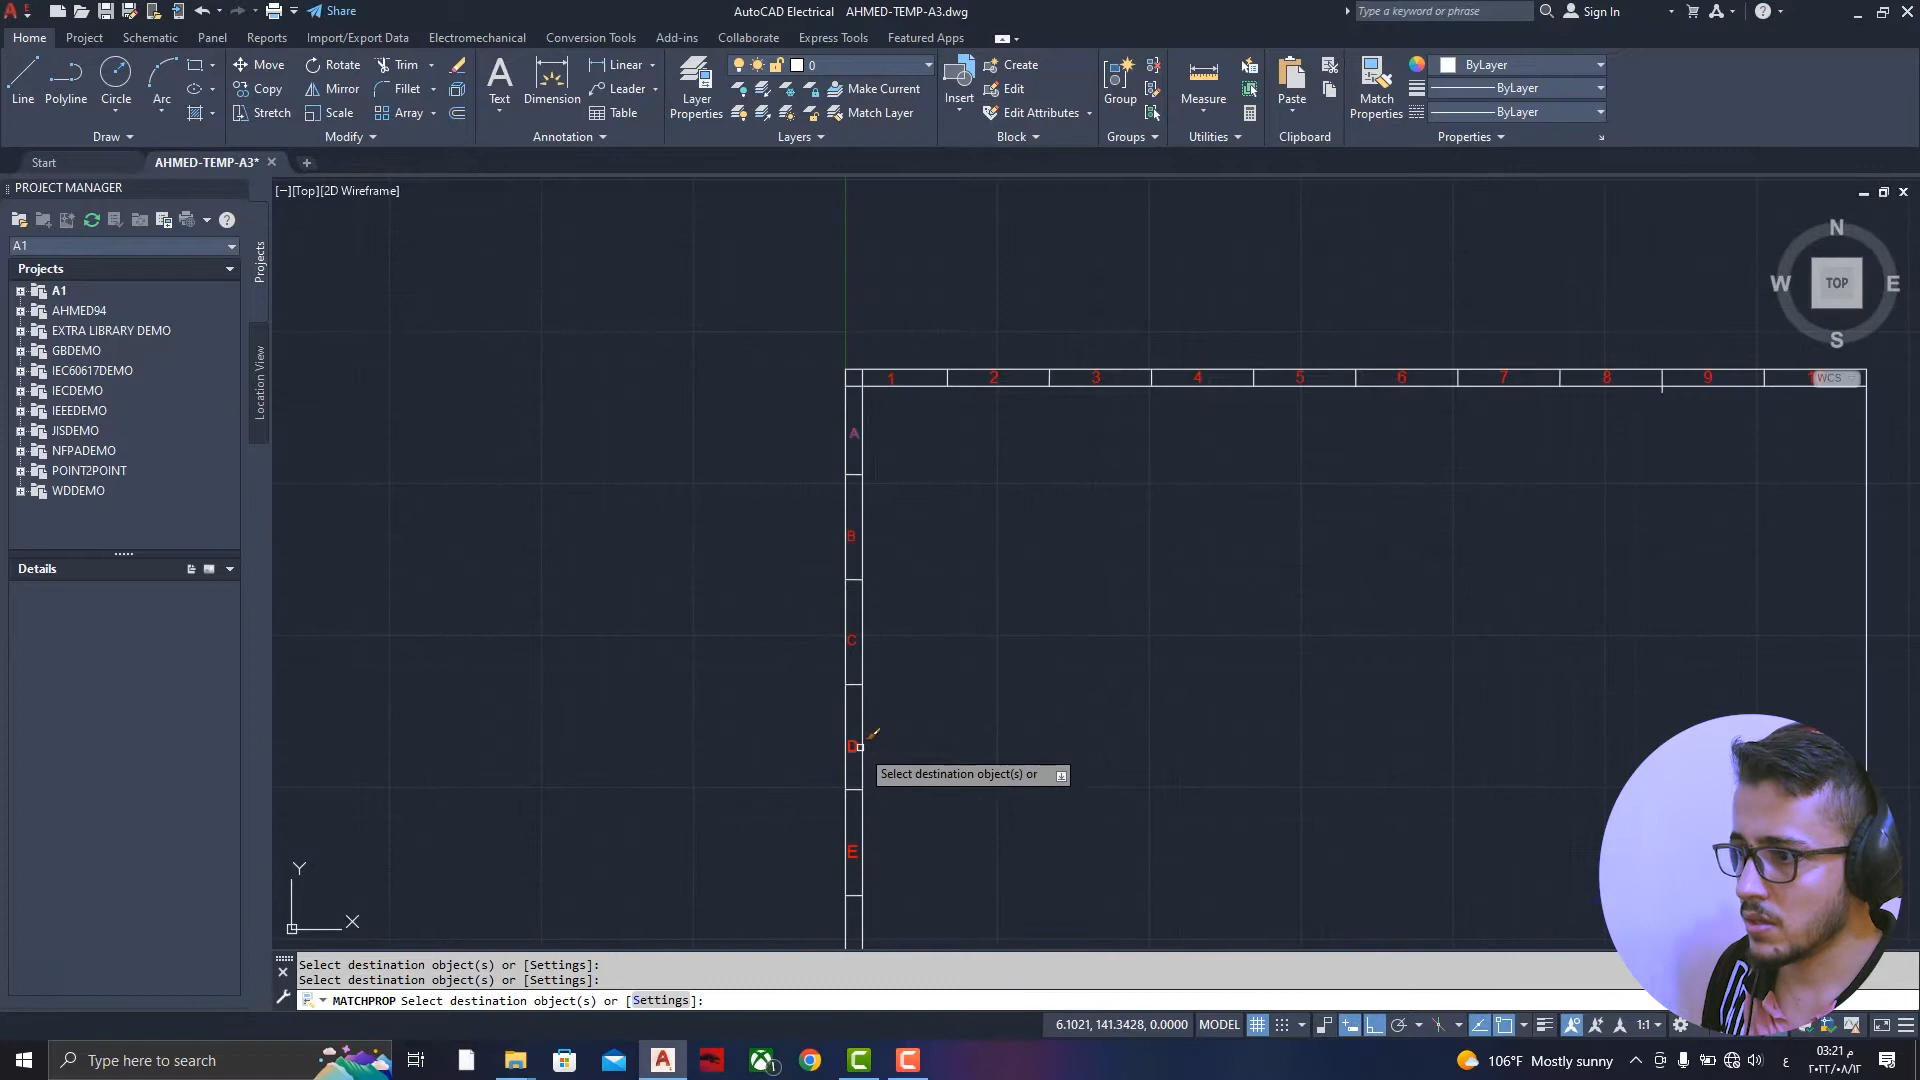 Share
AutoCAD Electrical AHMED-TEMP-A3.dwg
Type a keyword or phrase
Sign In
Home Project Schematic Panel Reports Import/Export Data Electromechanical Conversion Tools Add-ins Collaborate Express Tools Featured Apps
Line Polyline Circle Arc
Draw
Move Rotate Trim
Copy Mirror Fillet
Stretch Scale Array
Modify
Text Dimension
Linear
Leader
Table
Annotation
Layer Properties
0
Make Current
Match Layer
Layers
Insert
Create
Edit
Edit Attributes
Block
Group
Groups
Measure
Utilities
Paste
Clipboard
Match Properties
ByLayer
ByLayer
ByLayer
Properties
Start AHMED-TEMP-A3*
PROJECT MANAGER
A1
Projects
A1
AHMED94
EXTRA LIBRARY DEMO
GBDEMO
IEC60617DEMO
IECDEMO
IEEEDEMO
JISDEMO
NFPADEMO
POINT2POINT
WDDEMO
Details
Projects
Location View
[−][Top][2D Wireframe]
N
W TOP E
S
WCS
1 2 3 4 5 6 7 8 9
A
B
C
D
E
Select destination object(s) or
Y
X
Select destination object(s) or [Settings]:
Select destination object(s) or [Settings]:
MATCHPROP Select destination object(s) or [Settings]:
6.1021, 141.3428, 0.0000 MODEL 1:1
Type here to search
106°F Mostly sunny
ع
03:21 م
٢٠٢٢/٠٨/١٢